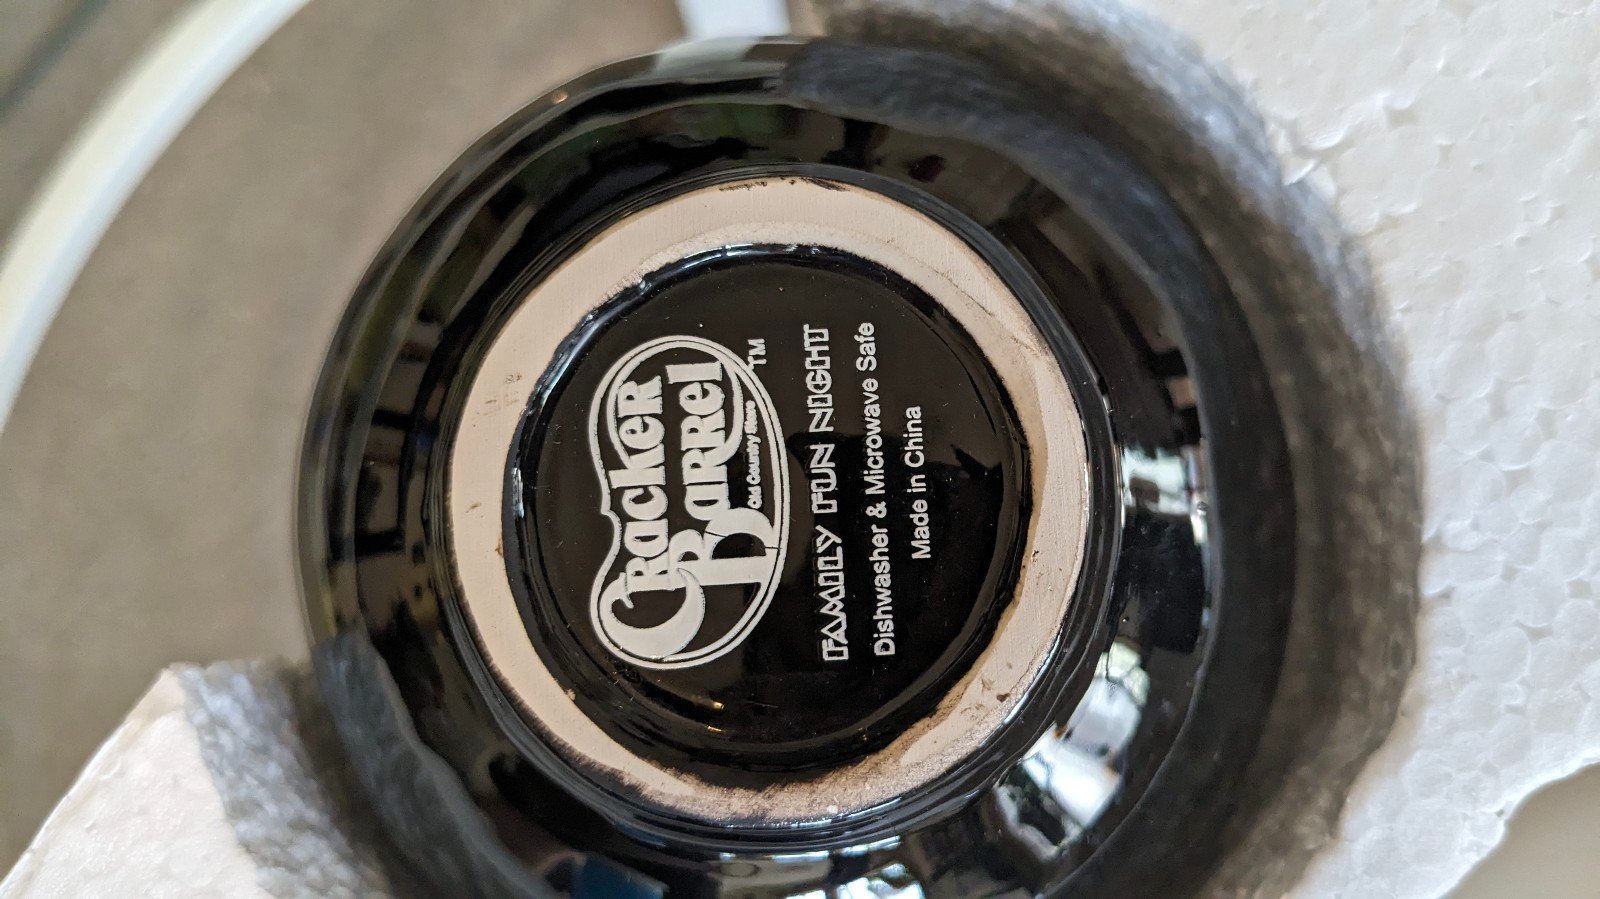 Cracker
Barrel
Old Country Store
TM
FAMILY FUN NIGHT
Dishwasher & Microwave Safe
Made in China